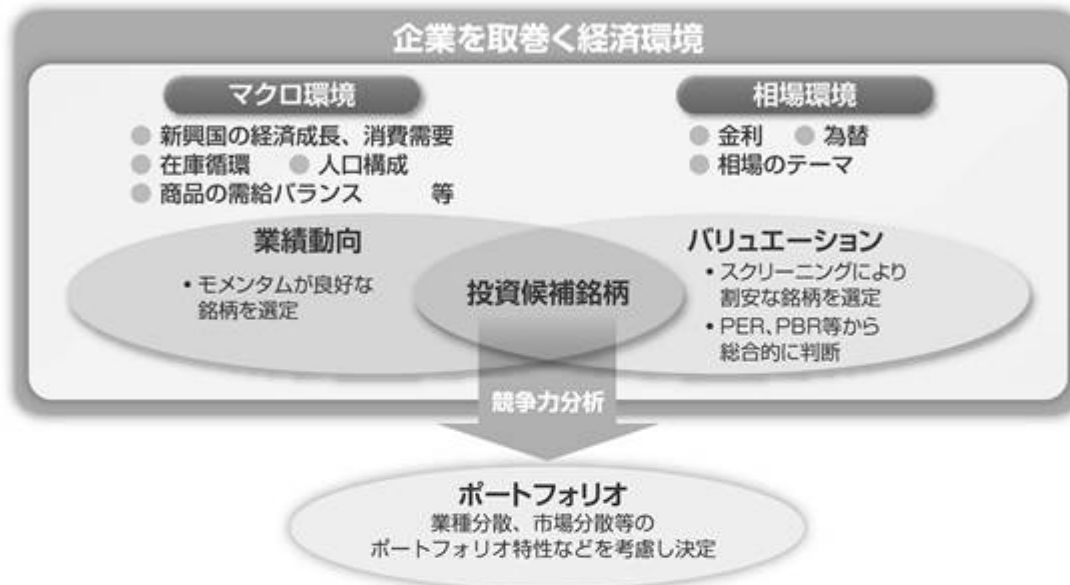 企業を取巻く経済環境
マクロ環境
● 新興国の経済成長、消費需要
● 在庫循環 ● 人口構成
● 商品の需給バランス 等
相場環境
● 金利 ● 為替
● 相場のテーマ
業績動向
• モメンタムが良好な
銘柄を選定
投資候補銘柄
バリュエーション
• スクリーニングにより
割安な銘柄を選定
• PER、PBR等から
総合的に判断
競争力分析
ポートフォリオ
業種分散、市場分散等の
ポートフォリオ特性などを考慮し決定